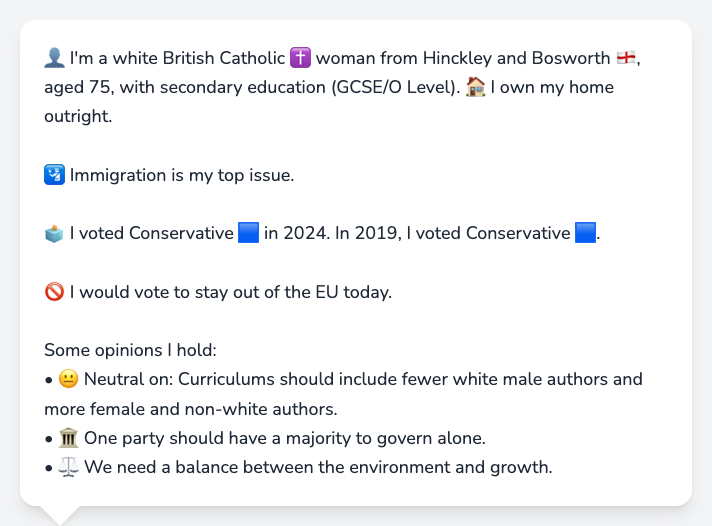 👤 I'm a white British Catholic ✝️ woman from Hinckley and Bosworth 🏴󠁧󠁢󠁥󠁮󠁧󠁿,
aged 75, with secondary education (GCSE/O Level). 🏠 I own my home
outright.
🛂 Immigration is my top issue.
🗳️ I voted Conservative 🟦 in 2024. In 2019, I voted Conservative 🟦.
🚫 I would vote to stay out of the EU today.
Some opinions I hold:
• 😐 Neutral on: Curriculums should include fewer white male authors and
more female and non-white authors.
• 🏛️ One party should have a majority to govern alone.
• ⚖️ We need a balance between the environment and growth.